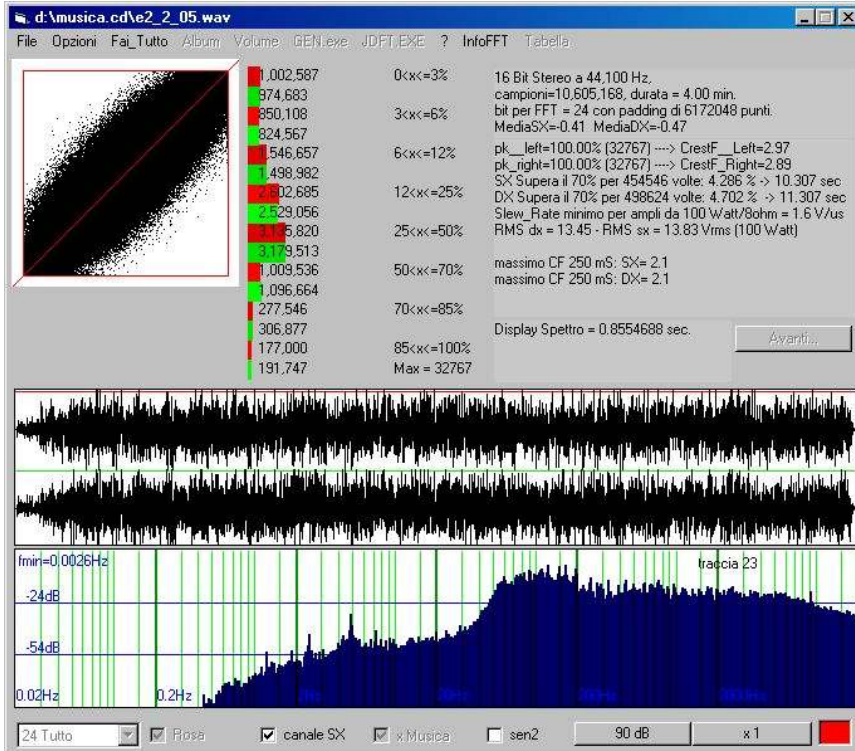 d:\musica.cd\e2_2_05.wav
File Opzioni Fai_Tutto Album Volume GEN.exe JDFT.EXE ? InfoFFT Tabella
1,002,587 0<x<=3%
974,683
850,108 3<x<=6%
824,567
1,546,657 6<x<=12%
1,498,982
2,602,685 12<x<=25%
2,529,056
3,135,820 25<x<=50%
3,179,513
1,009,536 50<x<=70%
1,096,664
277,546 70<x<=85%
306,877
177,000 85<x<=100%
191,747 Max = 32767
16 Bit Stereo a 44,100 Hz,
campioni=10,605,168, durata = 4.00 min.
bit per FFT = 24 con padding di 6172048 punti.
MediaSX=-0.41 MediaDX=-0.47
pk__left=100.00% (32767) ----> CrestF__Left=2.97
pk_right=100.00% (32767) ----> CrestF_Right=2.89
SX Supera il 70% per 454546 volte: 4.286 % -> 10.307 sec
DX Supera il 70% per 498624 volte: 4.702 % -> 11.307 sec
Slew_Rate minimo per ampli da 100 Watt/8ohm = 1.6 V/us
RMS dx = 13.45 - RMS sx = 13.83 Vrms (100 Watt)
massimo CF 250 mS: SX= 2.1
massimo CF 250 mS: DX= 2.1
Display Spettro = 0.8554688 sec.
Avanti...
fmin=0.0026Hz
traccia 23
-24dB
-54dB
0.02Hz 0.2Hz 2Hz 20Hz 200Hz 2000Hz
24 Tutto Rosa canale SX x Musica sen2 90 dB x 1